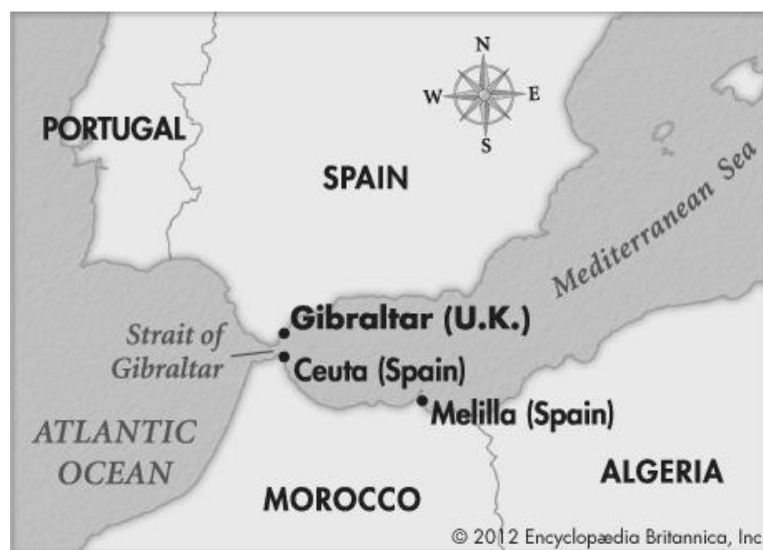 N
W E
S
PORTUGAL
SPAIN
Mediterranean Sea
Gibraltar (U.K.)
Strait of
Gibraltar
Ceuta (Spain)
Melilla (Spain)
ATLANTIC
OCEAN
ALGERIA
MOROCCO
© 2012 Encyclopædia Britannica, Inc